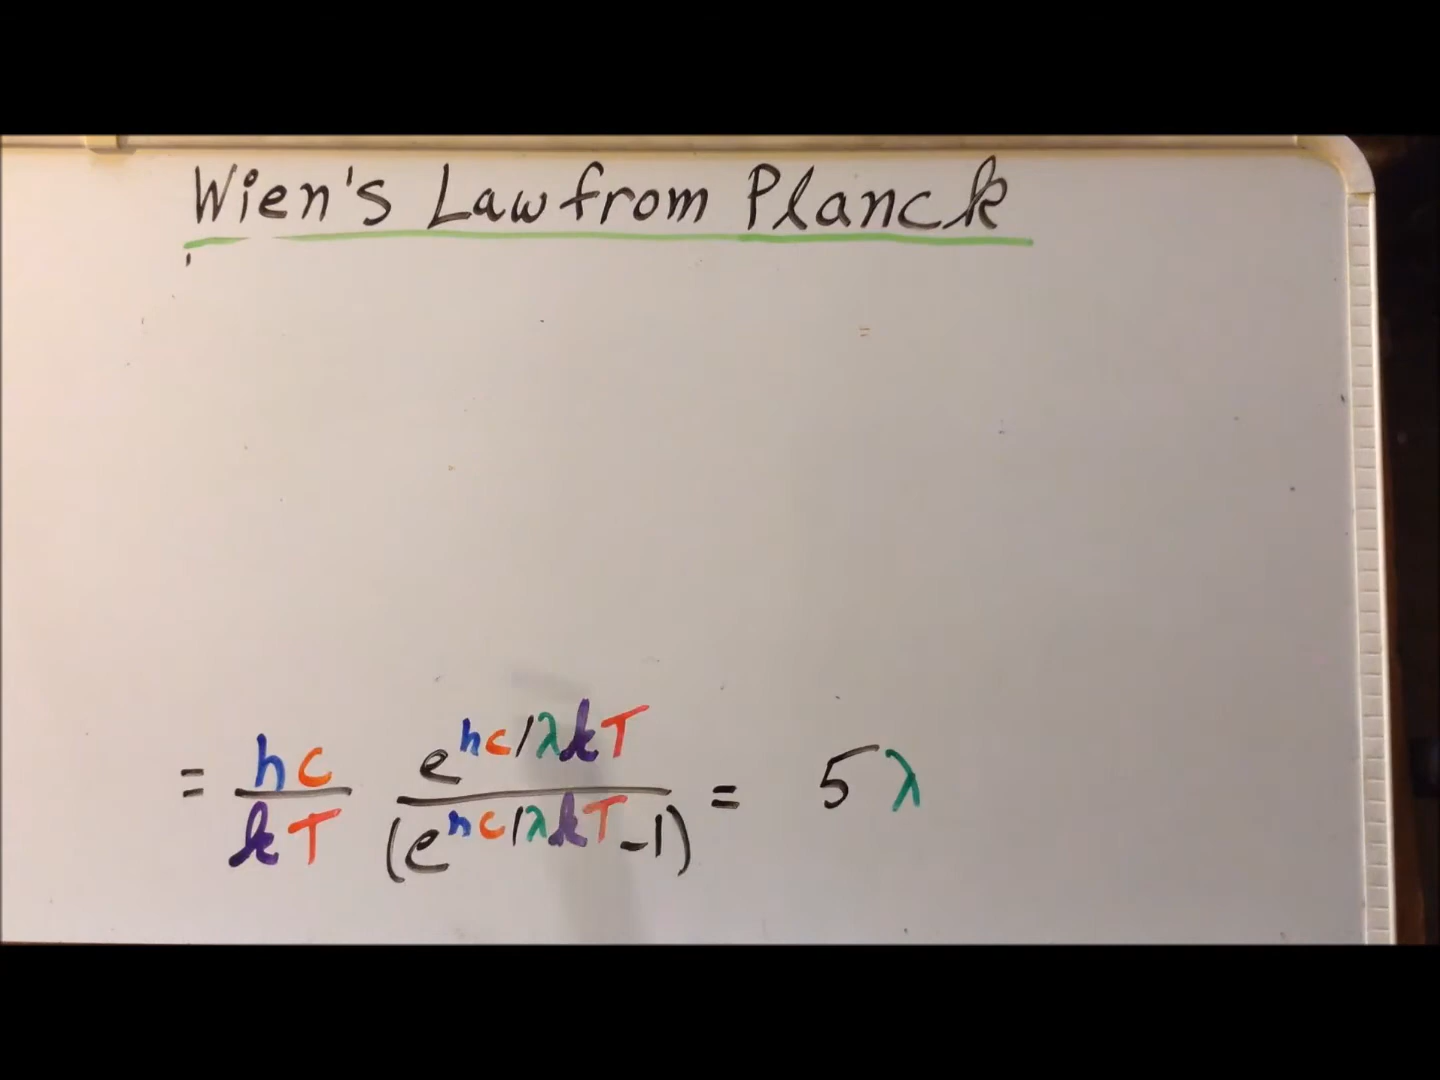 Wien's Law from Planck
= hc/kT e^hc/λkT/(e^hc/λkT -1) = 5λ